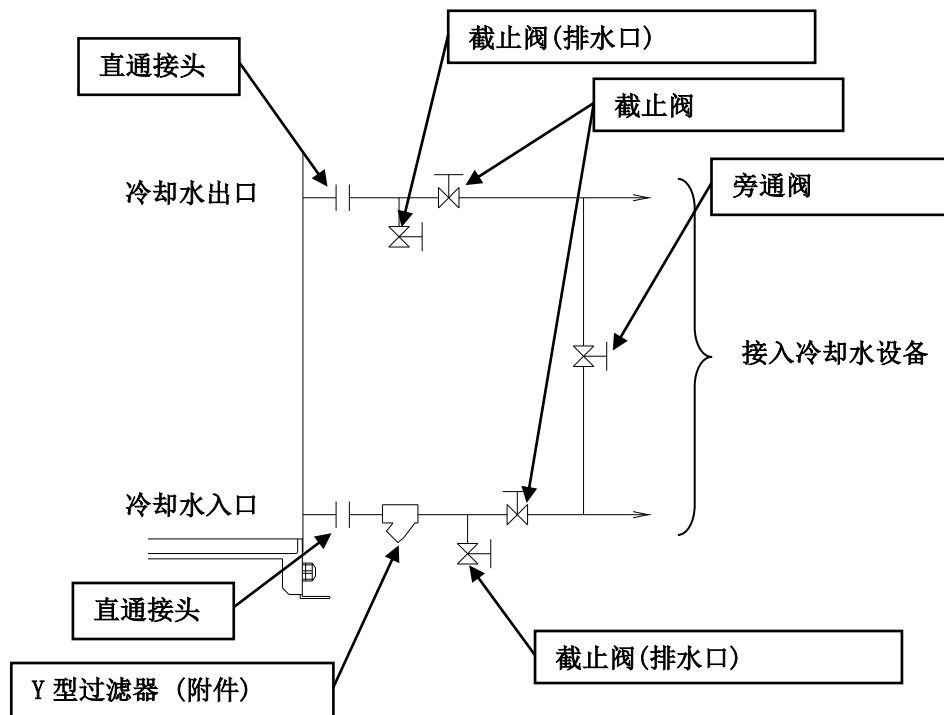 截止阀(排水口)
直通接头
截止阀
旁通阀
冷却水出口
接入冷却水设备
冷却水入口
直通接头
截止阀(排水口)
Y 型过滤器 (附件)